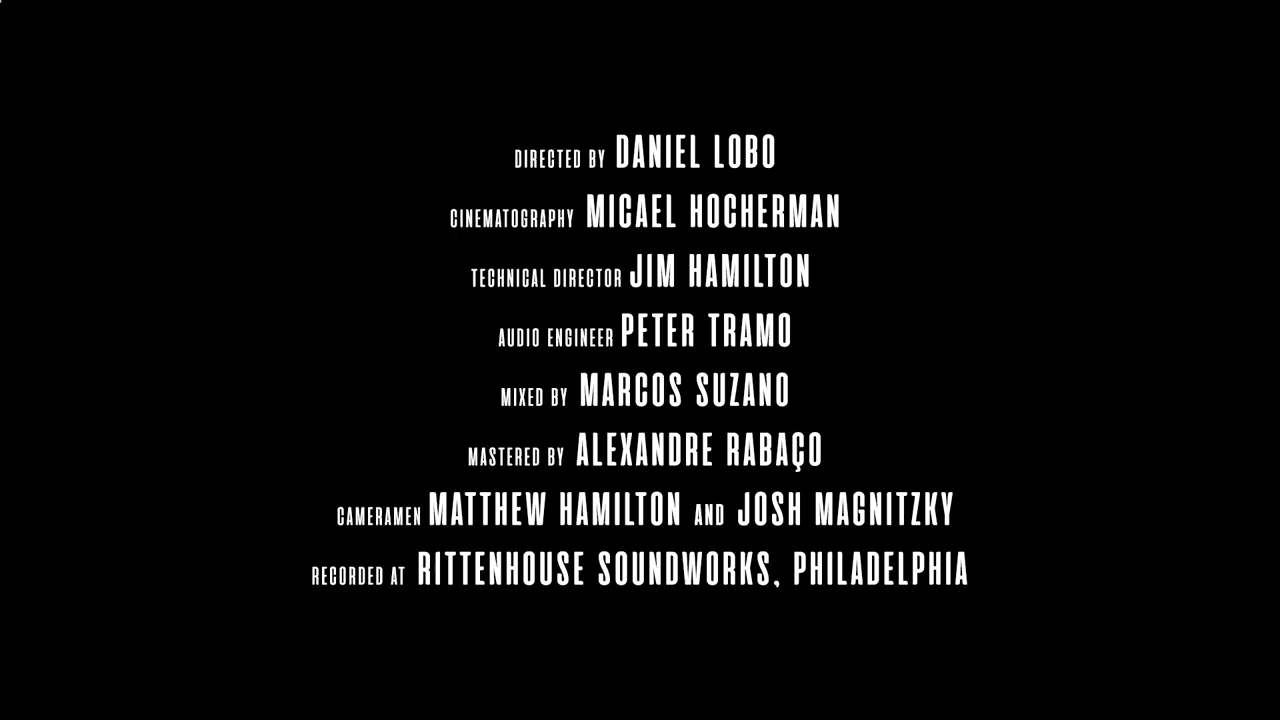 DIRECTED BY DANIEL LOBO
CINEMATOGRAPHY MICAEL HOCHERMAN
TECHNICAL DIRECTOR JIM HAMILTON
AUDIO ENGINEER PETER TRAMO
MIXED BY MARCOS SUZANO
MASTERED BY ALEXANDRE RABAÇO
CAMERAMEN MATTHEW HAMILTON AND JOSH MAGNITZKY
RECORDED AT RITTENHOUSE SOUNDWORKS, PHILADELPHIA